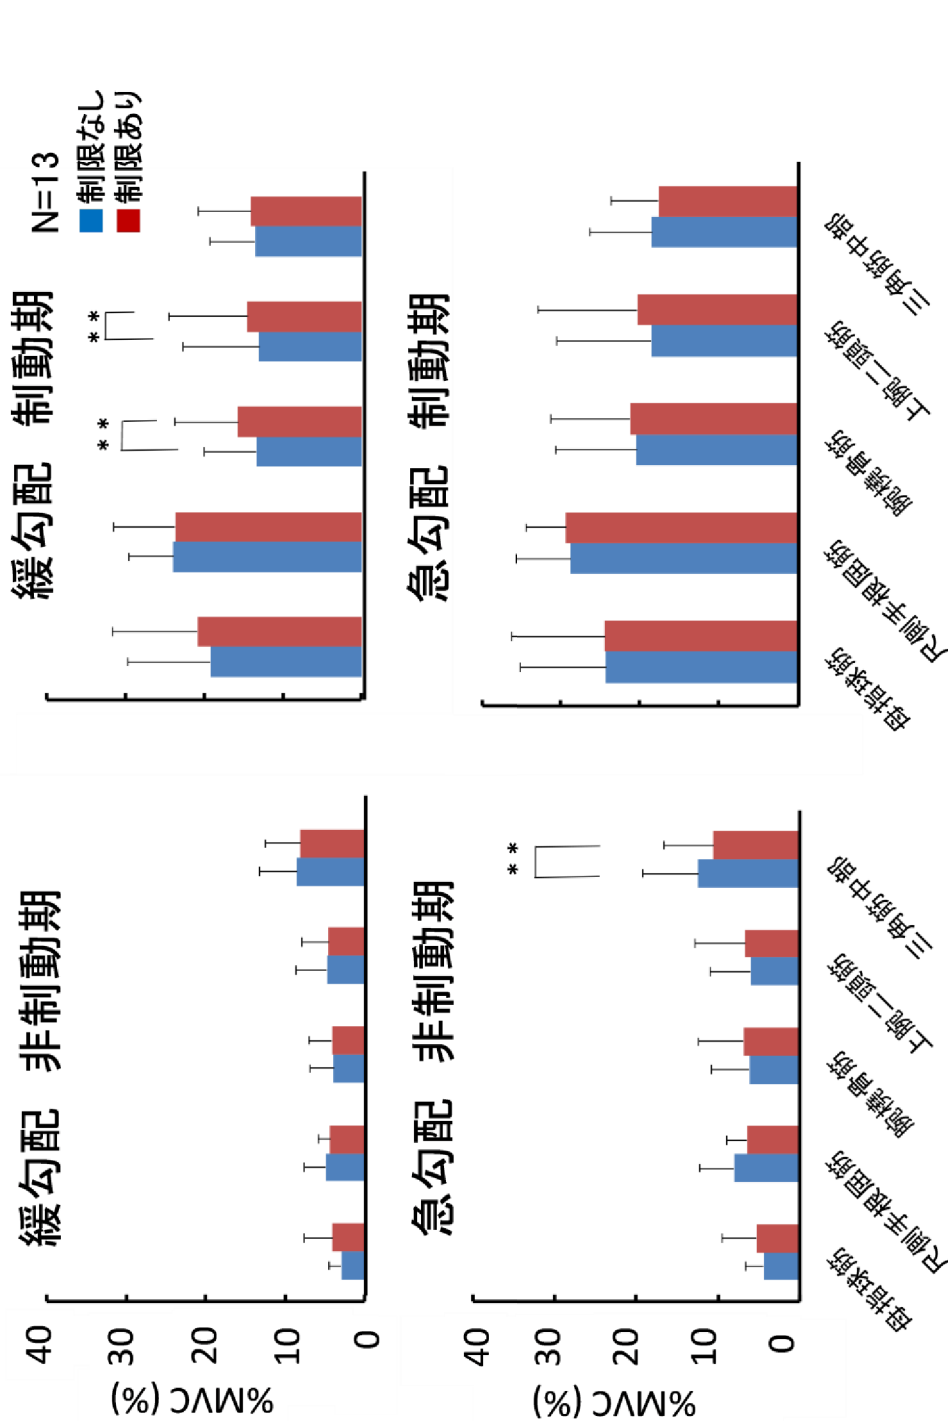 緩勾配 非制動期
緩勾配 制動期
N=13
制限なし
制限あり
%MVC (%)
40
30
20
10
0
**
**
急勾配 非制動期
急勾配 制動期
%MVC (%)
40
30
20
10
0
**
母指球筋
尺側手根屈筋
腕橈骨筋
上腕二頭筋
三角筋中部
母指球筋
尺側手根屈筋
腕橈骨筋
上腕二頭筋
三角筋中部